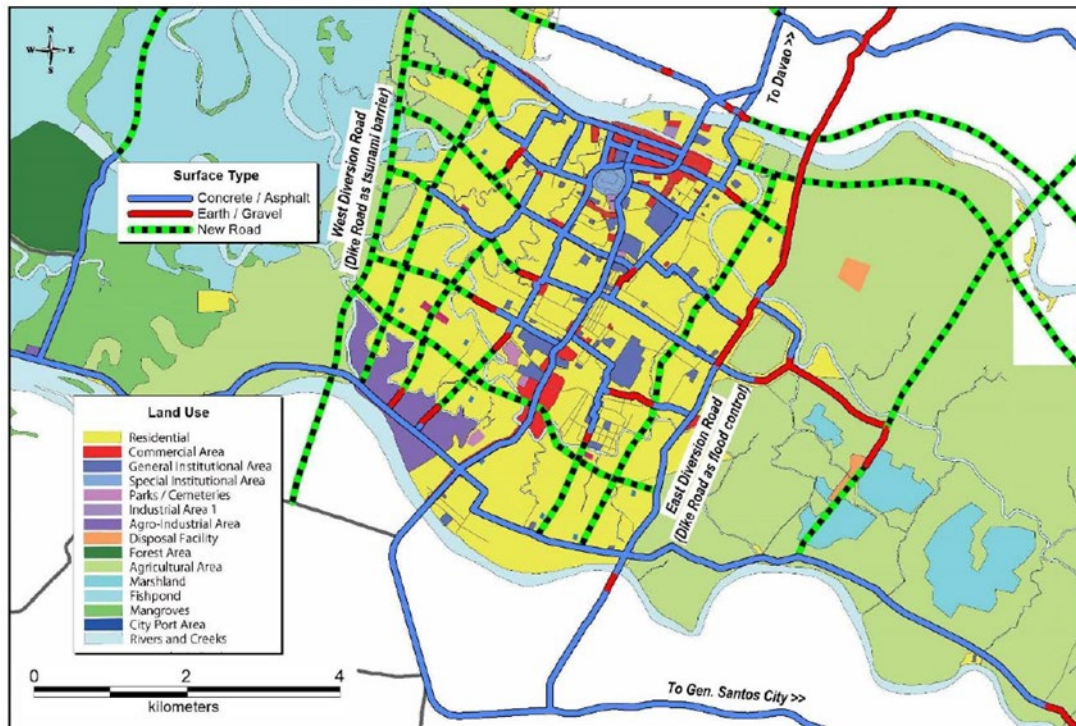 N
W E
S
To Davao >>
West Diversion Road
(Dike Road as tsunami barrier)
Surface Type
Concrete / Asphalt
Earth / Gravel
New Road
East Diversion Road
(Dike Road as flood control)
Land Use
Residential
Commercial Area
General Institutional Area
Special Institutional Area
Parks / Cemeteries
Industrial Area 1
Agro-Industrial Area
Disposal Facility
Forest Area
Agricultural Area
Marshland
Fishpond
Mangroves
City Port Area
Rivers and Creeks
0 2 4
kilometers
To Gen. Santos City >>